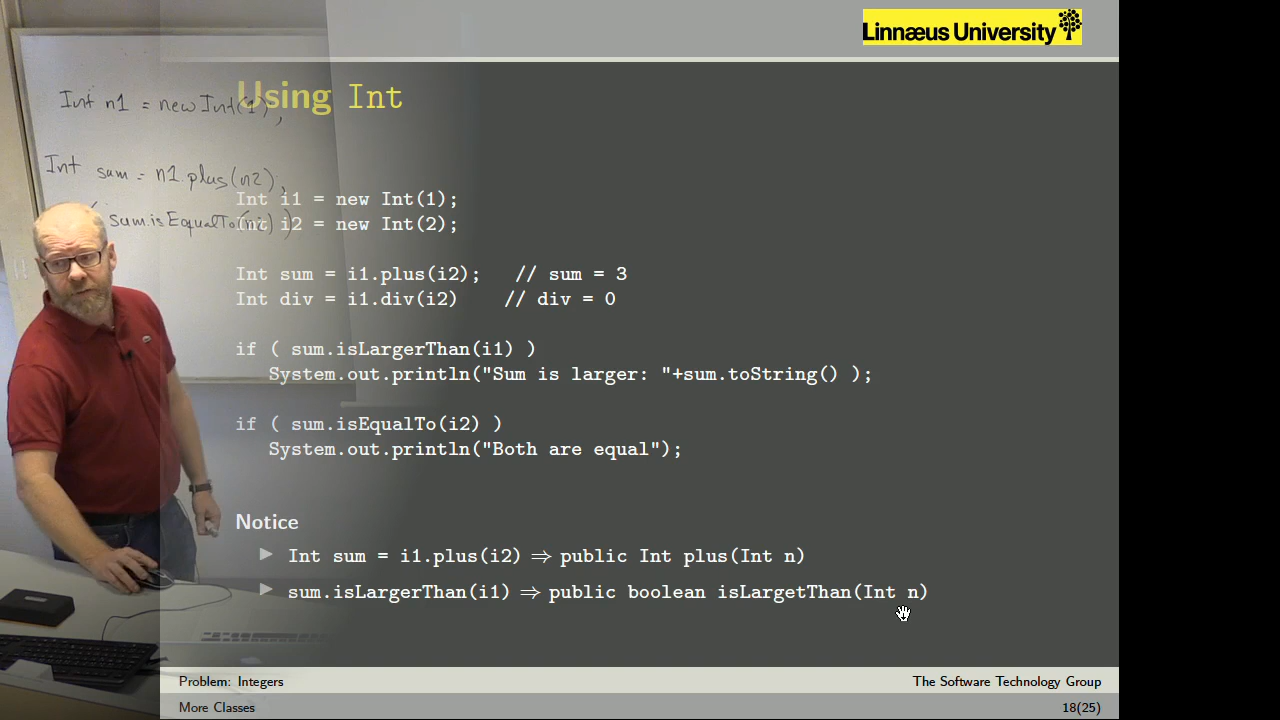 Linnæus University
Using Int
Int n1 = new Int(1);
Int sum = n1.plus(n2);
sum.isEqualTo
Int i1 = new Int(1);
Int i2 = new Int(2);
Int sum = i1.plus(i2); // sum = 3
Int div = i1.div(i2) // div = 0
if ( sum.isLargerThan(i1) )
System.out.println("Sum is larger: "+sum.toString() );
if ( sum.isEqualTo(i2) )
System.out.println("Both are equal");
Notice
▶ Int sum = i1.plus(i2) ⇒ public Int plus(Int n)
▶ sum.isLargerThan(i1) ⇒ public boolean isLargetThan(Int n)
Problem: Integers The Software Technology Group
More Classes 18(25)